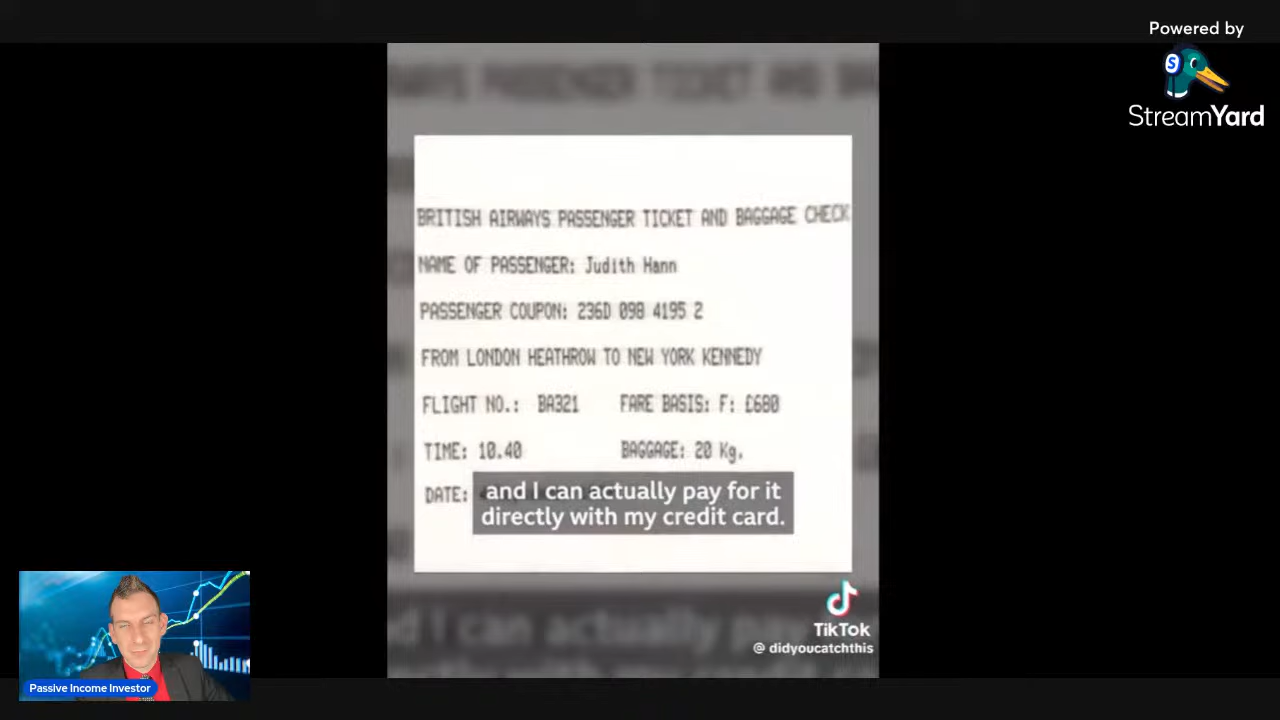 Powered by
StreamYard
BRITISH AIRWAYS PASSENGER TICKET AND BAGGAGE CHECK
NAME OF PASSENGER: Judith Hann
PASSENGER COUPON: 236D 098 4195 2
FROM LONDON HEATHROW TO NEW YORK KENNEDY
FLIGHT NO.: BA321 FARE BASIS: F: £680
TIME: 10.40 BAGGAGE: 20 Kg.
DATE:
and I can actually pay for it
directly with my credit card.
TikTok
@ didyoucatchthis
Passive Income Investor